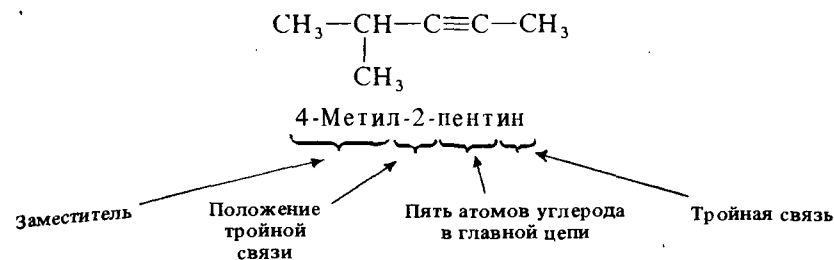 CH₃—CH—C≡C—CH₃
CH₃
4-Метил-2-пентин
Заместитель
Положение
тройной
связи
Пять атомов углерода
в главной цепи
Тройная связь